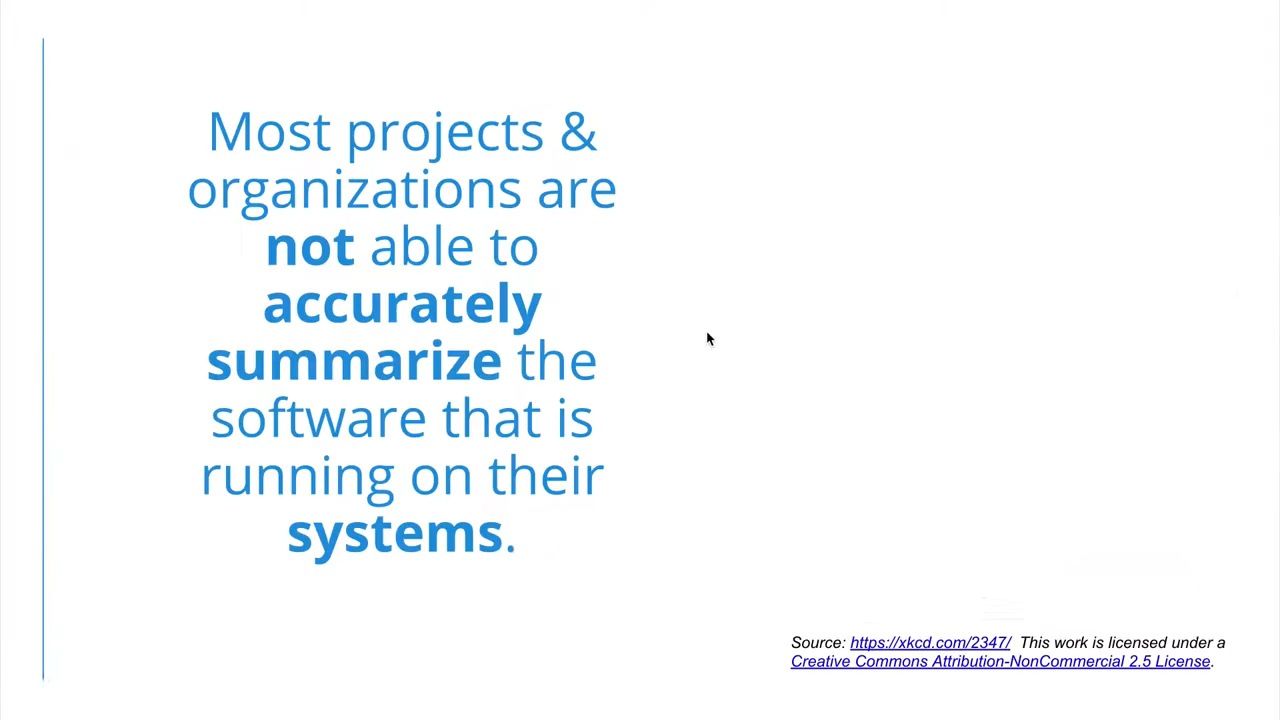 Most projects &
organizations are
not able to
accurately
summarize the
software that is
running on their
systems.
Source: https://xkcd.com/2347/ This work is licensed under a
Creative Commons Attribution-NonCommercial 2.5 License.